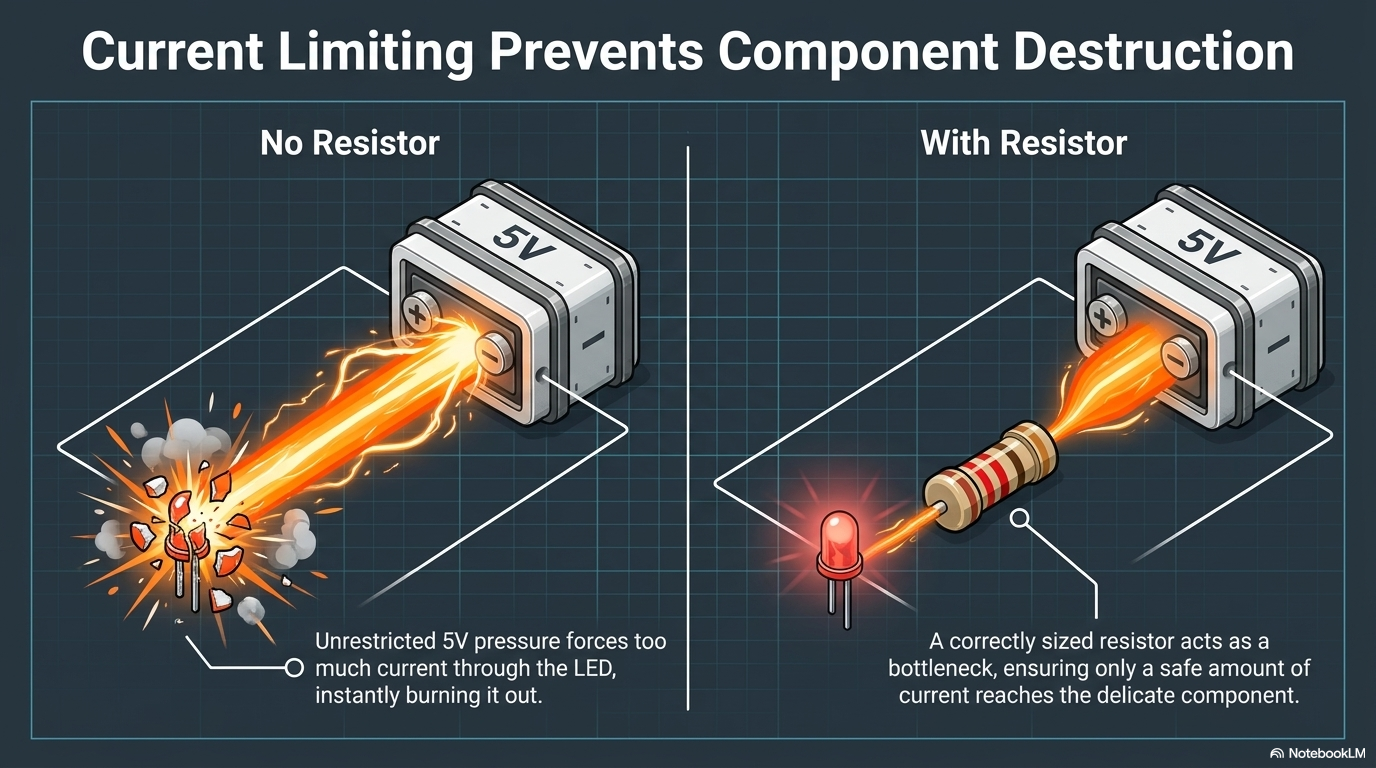 Current Limiting Prevents Component Destruction
No Resistor
With Resistor
5V
5V
+
−
−
+
−
−
Unrestricted 5V pressure forces too
much current through the LED,
instantly burning it out.
A correctly sized resistor acts as a
bottleneck, ensuring only a safe amount of
current reaches the delicate component.
NotebookLM